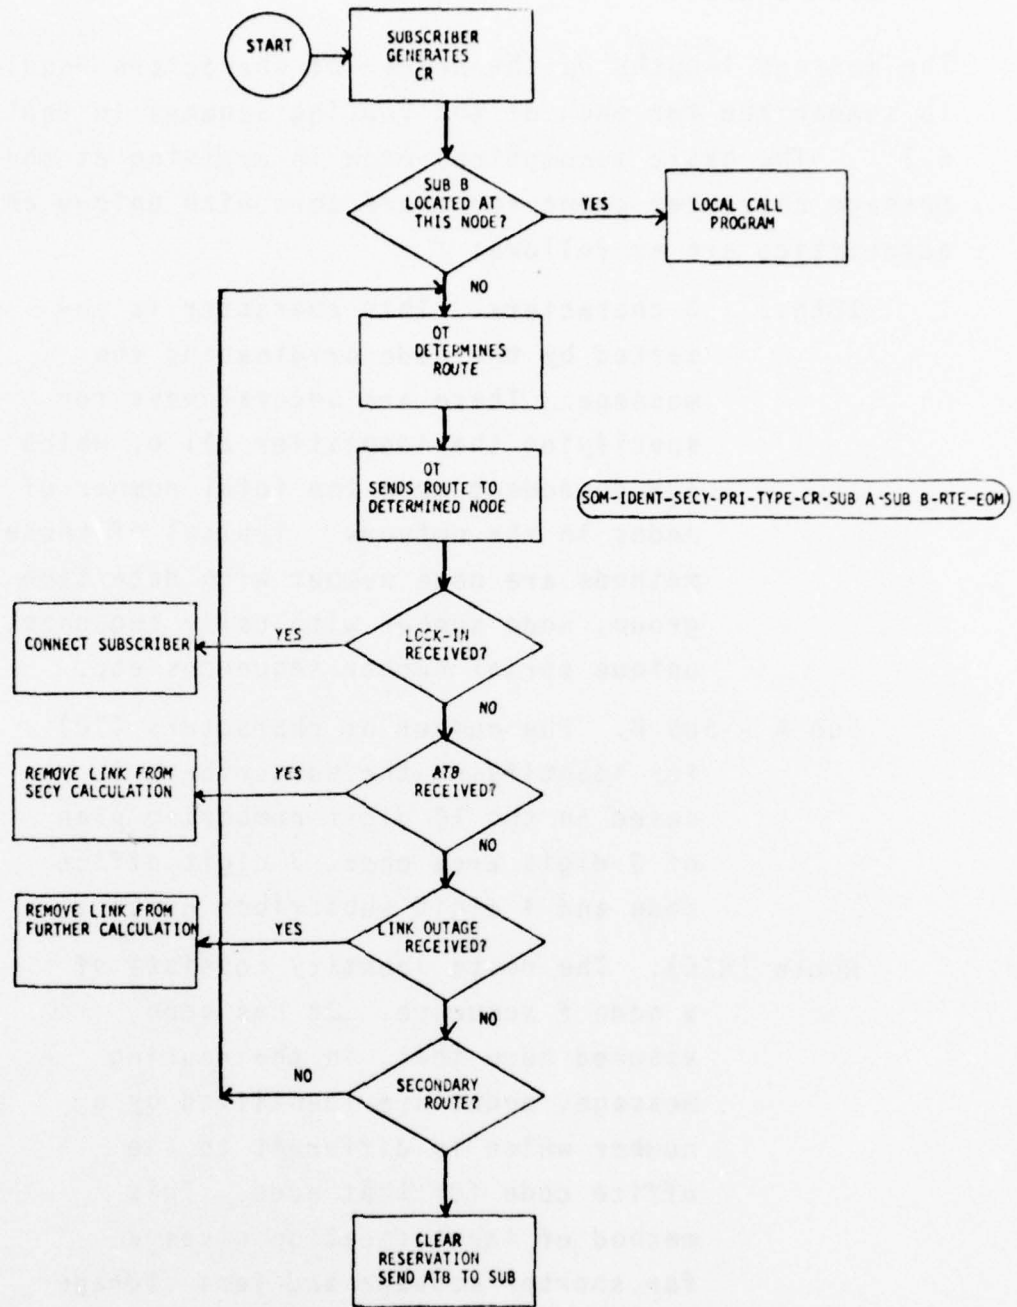 START
SUBSCRIBER
GENERATES
CR
SUB B
LOCATED AT
THIS NODE?
YES
LOCAL CALL
PROGRAM
NO
OT
DETERMINES
ROUTE
OT
SENDS ROUTE TO
DETERMINED NODE
SOM-IDENT-SECY-PRI-TYPE-CR-SUB A-SUB B-RTE-EOM
CONNECT SUBSCRIBER
YES
LOCK-IN
RECEIVED?
NO
REMOVE LINK FROM
SECY CALCULATION
YES
ATB
RECEIVED?
NO
REMOVE LINK FROM
FURTHER CALCULATION
YES
LINK OUTAGE
RECEIVED?
NO
NO
SECONDARY
ROUTE?
CLEAR
RESERVATION
SEND ATB TO SUB